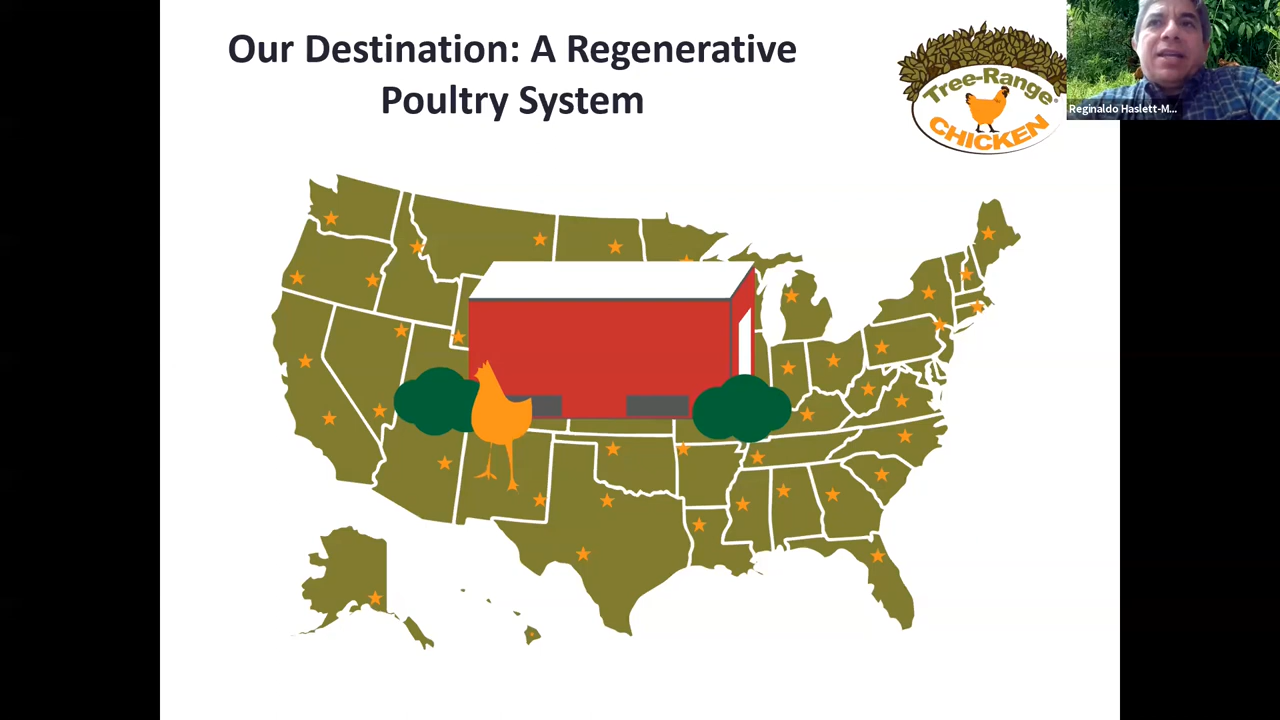 Our Destination: A Regenerative
Poultry System
Tree-Range®
CHICKEN
Reginaldo Haslett-M...